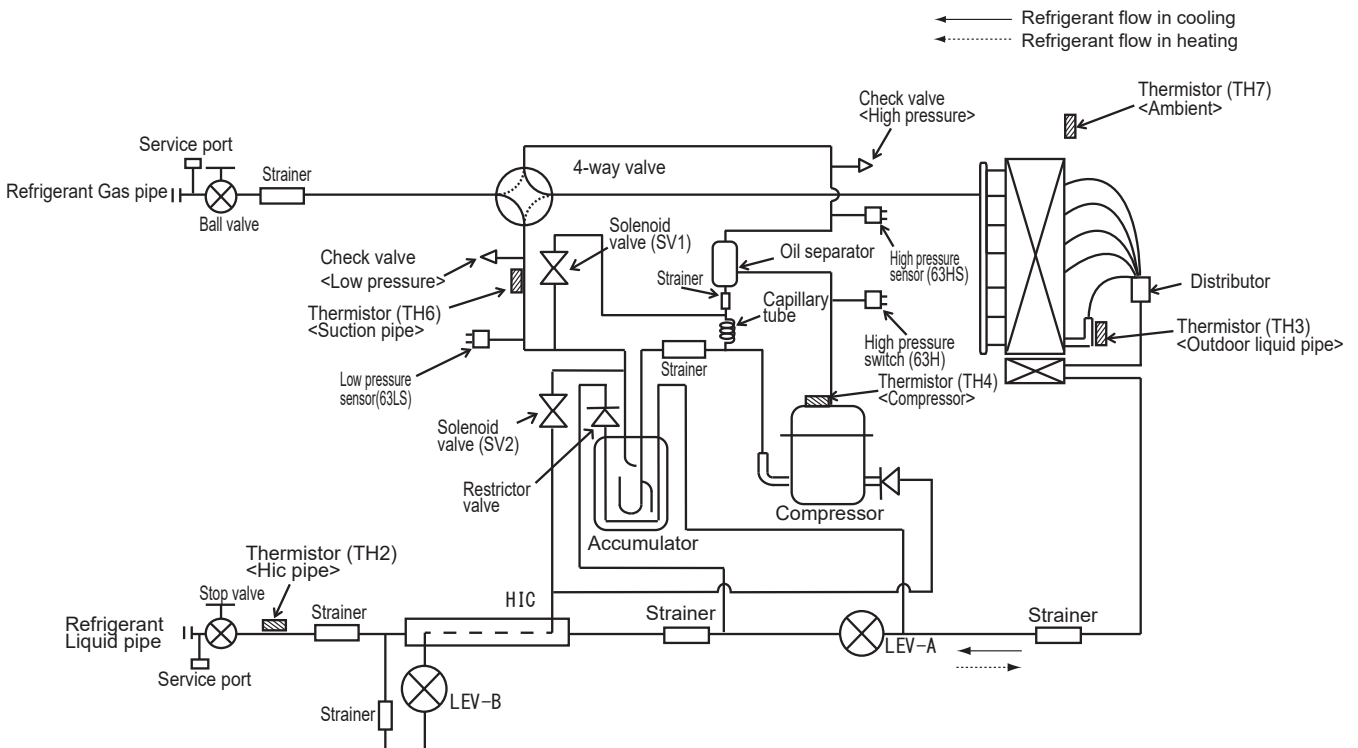 Refrigerant flow in cooling
Refrigerant flow in heating
Thermistor (TH7)
<Ambient>
Check valve
<High pressure>
Service port
Strainer
4-way valve
Refrigerant Gas pipe
Ball valve
Solenoid
valve (SV1)
Oil separator
High pressure
sensor (63HS)
Check valve
<Low pressure>
Strainer
Distributor
Thermistor (TH6)
<Suction pipe>
Capillary
tube
Thermistor (TH3)
<Outdoor liquid pipe>
High pressure
switch (63H)
Strainer
Low pressure
sensor(63LS)
Thermistor (TH4)
<Compressor>
Solenoid
valve (SV2)
Restrictor
valve
Compressor
Accumulator
Thermistor (TH2)
<Hic pipe>
Stop valve
Strainer
HIC
Strainer
Strainer
Refrigerant
Liquid pipe
LEV-A
Service port
LEV-B
Strainer